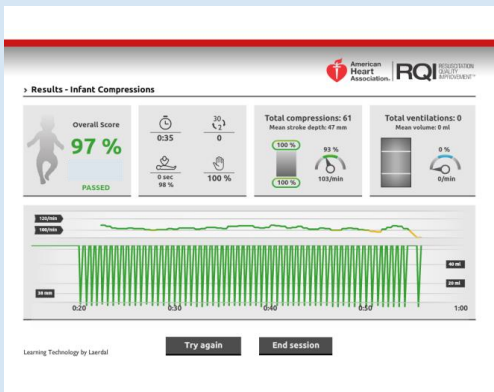 American
Heart
Association.
RQI RESUSCITATION
QUALITY
IMPROVEMENT™
› Results - Infant Compressions
Overall Score
97 %
PASSED
0:35
30
2
0
0 sec
98 %
100 %
Total compressions: 61
Mean stroke depth: 47 mm
100 %
100 %
93 %
103/min
Total ventilations: 0
Mean volume: 0 ml
0 %
0/min
120/min
100/min
40 ml
20 ml
0:20
0:30
0:40
0:50
1:00
Learning Technology by Laerdal
Try again
End session